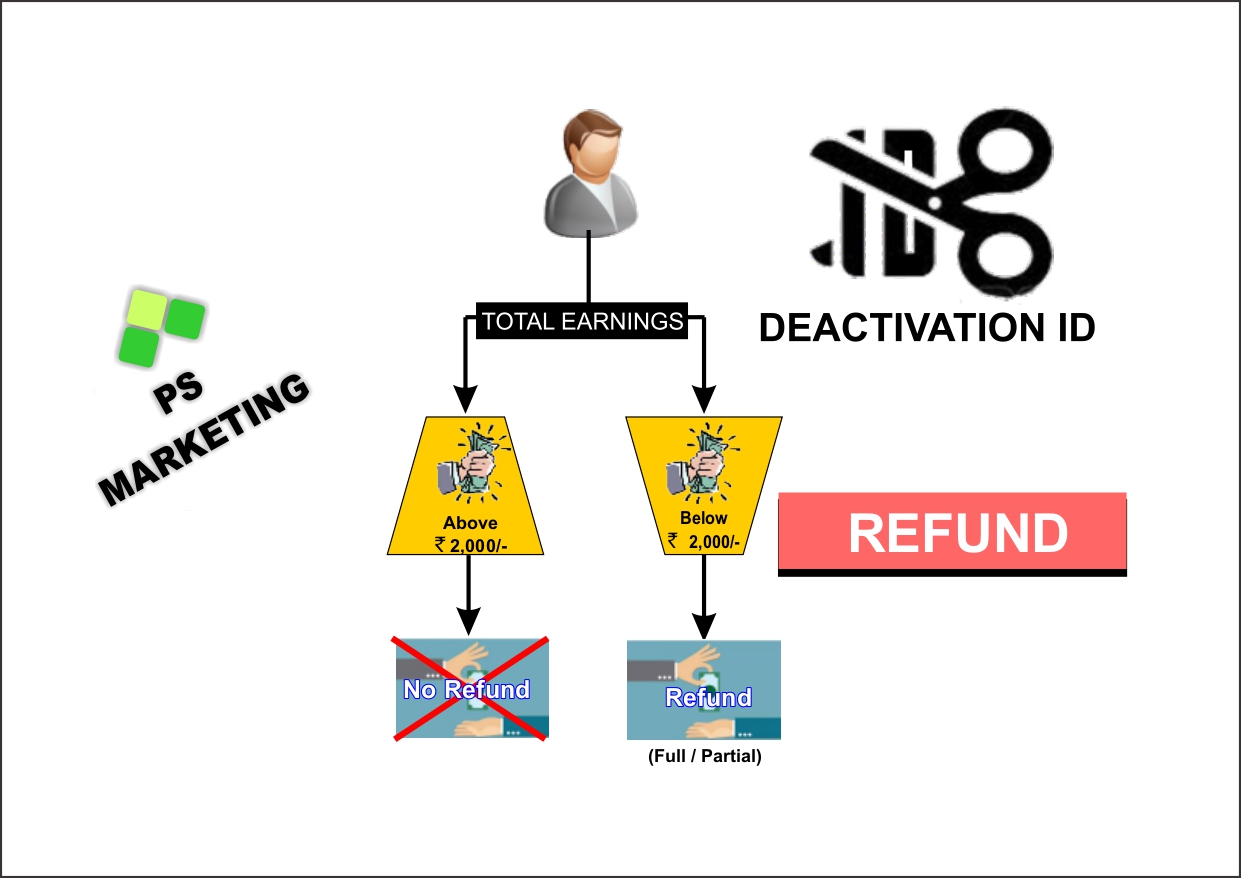 ID
DEACTIVATION ID
TOTAL EARNINGS
PS
MARKETING
Above
₹ 2,000/-
Below
₹ 2,000/-
REFUND
No Refund
Refund
(Full / Partial)